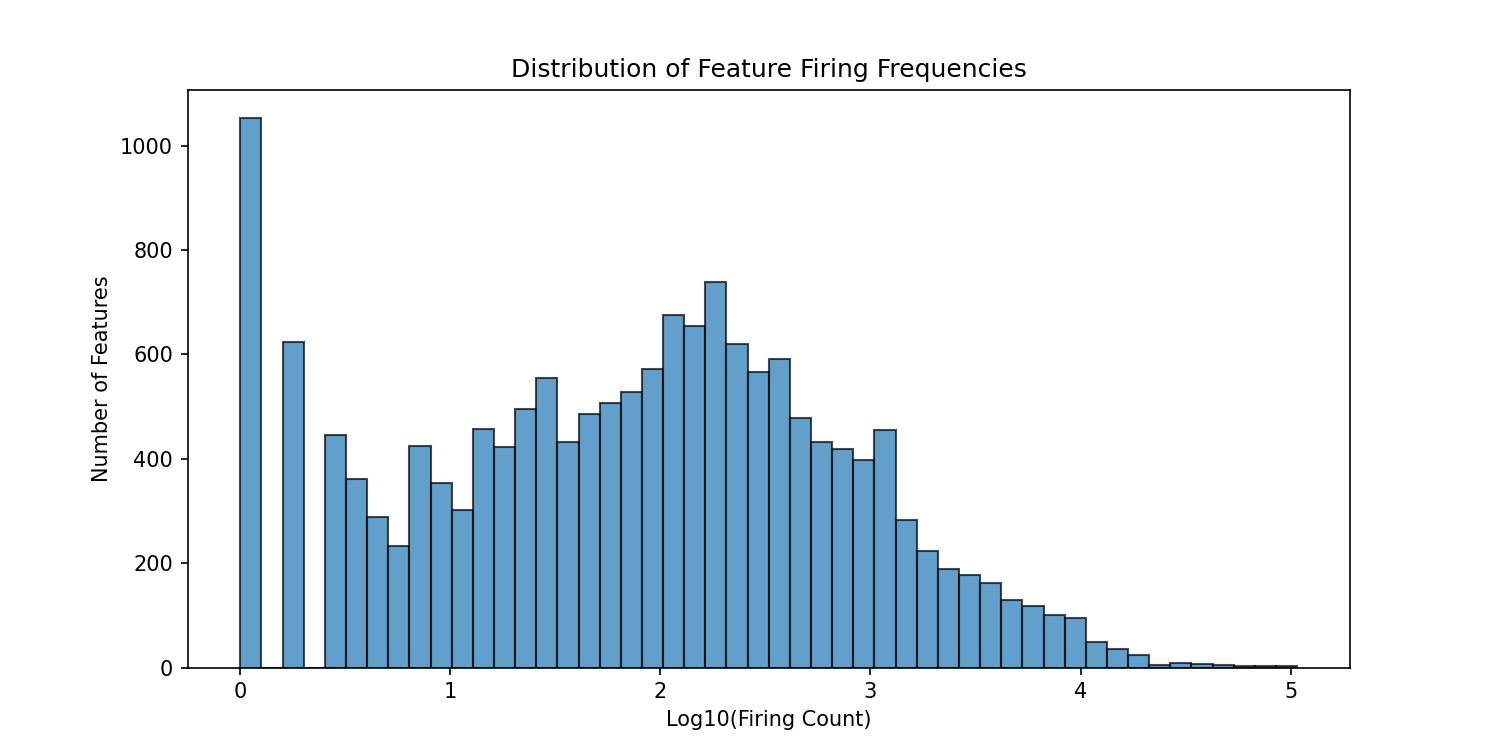 Distribution of Feature Firing Frequencies
Number of Features
1000
800
600
400
200
0
0 1 2 3 4 5
Log10(Firing Count)